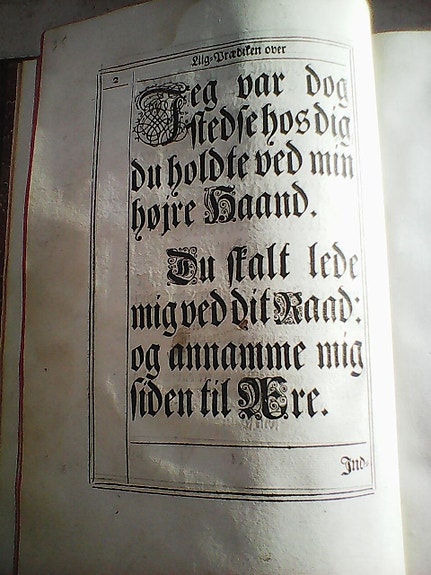 2
Liig-Prædiken over
Jeg var dog
stedse hos dig
du holdte ved min
højre Haand.
Du skalt lede
mig ved dit Raad:
og annamme mig
siden til Ære.
Ind-